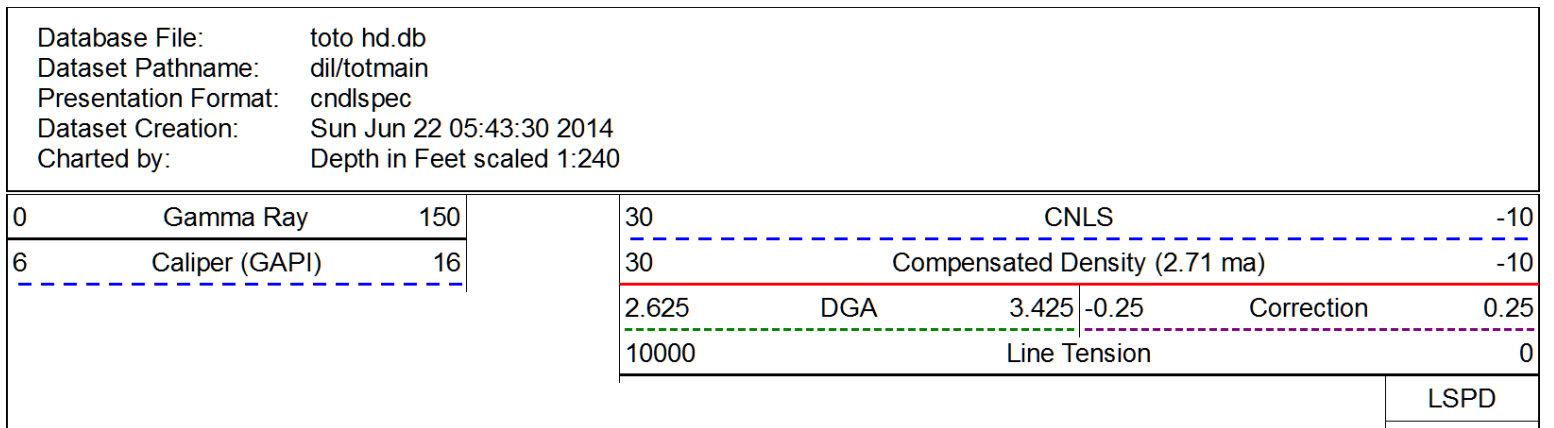 Database File: toto hd.db
Dataset Pathname: dil/totmain
Presentation Format: cndlspec
Dataset Creation: Sun Jun 22 05:43:30 2014
Charted by: Depth in Feet scaled 1:240
0 Gamma Ray 150 30 CNLS -10
6 Caliper (GAPI) 16 30 Compensated Density (2.71 ma) -10
2.625 DGA 3.425 -0.25 Correction 0.25
10000 Line Tension 0
LSPD